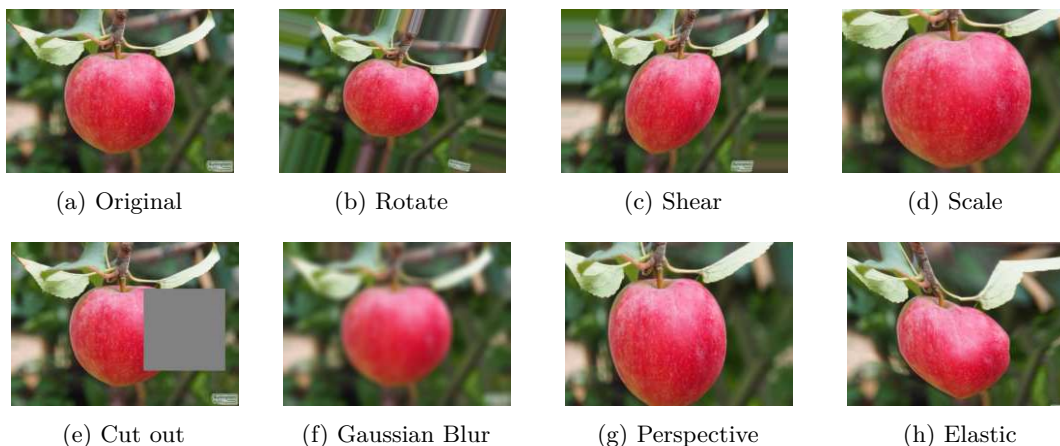 (a) Original
(b) Rotate
(c) Shear
(d) Scale
(e) Cut out
(f) Gaussian Blur
(g) Perspective
(h) Elastic